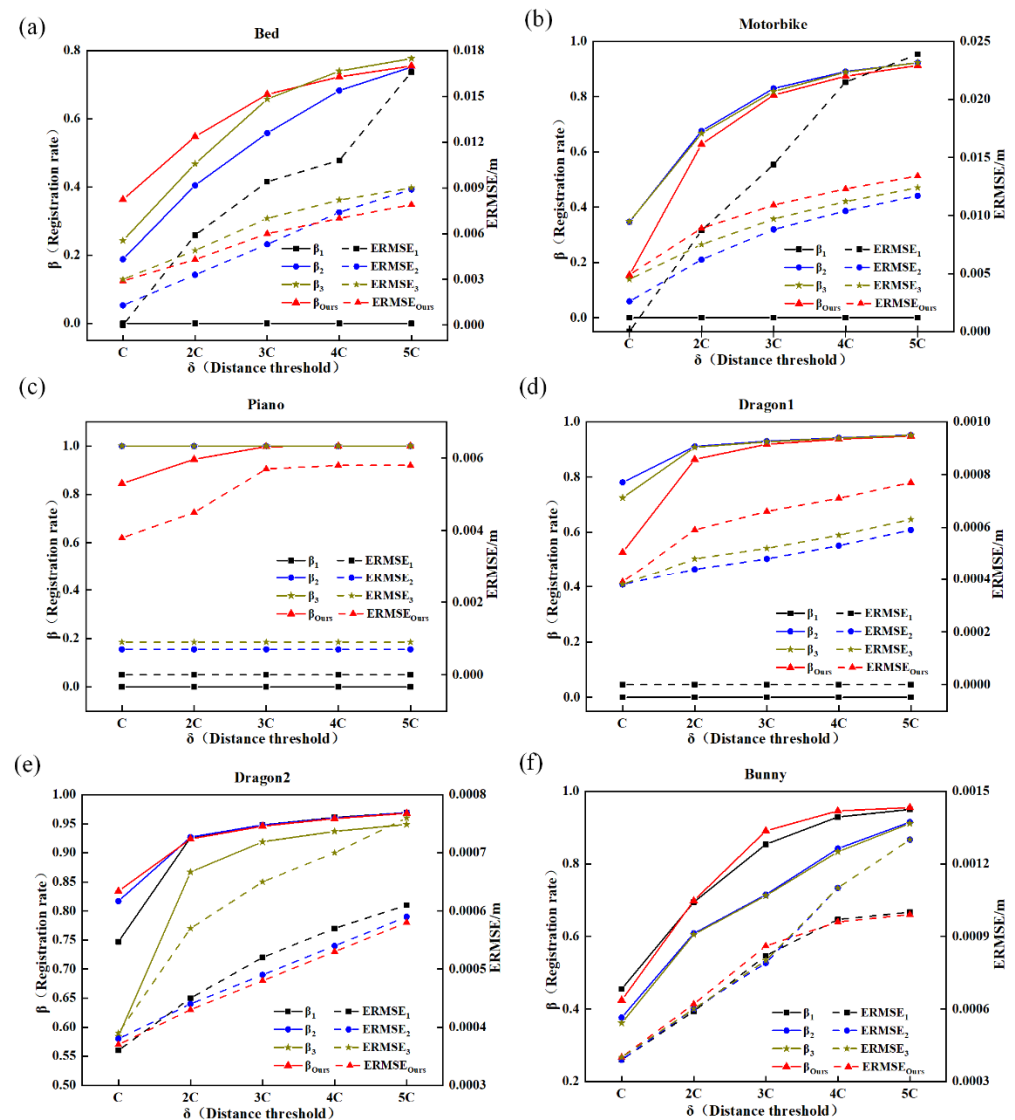 (a)
Bed
β（Registration rate）
0.8
0.6
0.4
0.2
0.0
0.018
0.015
0.012
0.009
0.006
0.003
0.000
ERMSE/m
β1 ERMSE1
β2 ERMSE2
β3 ERMSE3
βOurs ERMSEOurs
C 2C 3C 4C 5C
δ（Distance threshold）
(b)
Motorbike
β（Registration rate）
1.0
0.8
0.6
0.4
0.2
0.0
0.025
0.020
0.015
0.010
0.005
0.000
ERMSE/m
β1 ERMSE1
β2 ERMSE2
β3 ERMSE3
βOurs ERMSEOurs
C 2C 3C 4C 5C
δ（Distance threshold）
(c)
Piano
β（Registration rate）
1.0
0.8
0.6
0.4
0.2
0.0
0.006
0.004
0.002
0.000
ERMSE/m
β1 ERMSE1
β2 ERMSE2
β3 ERMSE3
βOurs ERMSEOurs
C 2C 3C 4C 5C
δ（Distance threshold）
(d)
Dragon1
β（Registration rate）
1.0
0.8
0.6
0.4
0.2
0.0
0.0010
0.0008
0.0006
0.0004
0.0002
0.0000
ERMSE/m
β1 ERMSE1
β2 ERMSE2
β3 ERMSE3
βOurs ERMSEOurs
C 2C 3C 4C 5C
δ（Distance threshold）
(e)
Dragon2
β（Registration rate）
1.00
0.95
0.90
0.85
0.80
0.75
0.70
0.65
0.60
0.55
0.50
0.0008
0.0007
0.0006
0.0005
0.0004
0.0003
ERMSE/m
β1 ERMSE1
β2 ERMSE2
β3 ERMSE3
βOurs ERMSEOurs
C 2C 3C 4C 5C
δ（Distance threshold）
(f)
Bunny
β（Registration rate）
1.0
0.8
0.6
0.4
0.2
0.0015
0.0012
0.0009
0.0006
0.0003
ERMSE/m
β1 ERMSE1
β2 ERMSE2
β3 ERMSE3
βOurs ERMSEOurs
C 2C 3C 4C 5C
δ（Distance threshold）